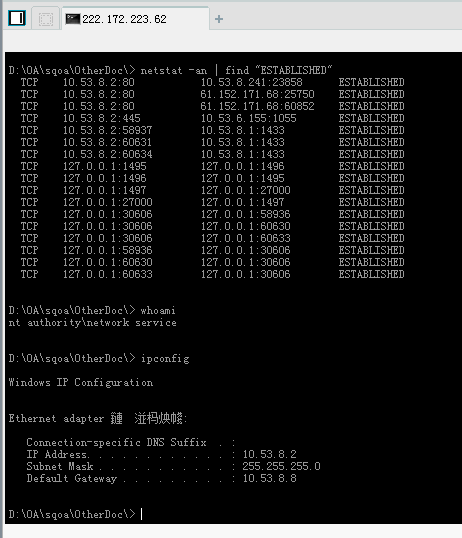 222.172.223.62
D:\OA\sqoa\OtherDoc\> netstat -an | find "ESTABLISHED"
TCP 10.53.8.2:80 10.53.8.241:23858 ESTABLISHED
TCP 10.53.8.2:80 61.152.171.68:25750 ESTABLISHED
TCP 10.53.8.2:80 61.152.171.68:60852 ESTABLISHED
TCP 10.53.8.2:445 10.53.6.155:1055 ESTABLISHED
TCP 10.53.8.2:58937 10.53.8.1:1433 ESTABLISHED
TCP 10.53.8.2:60631 10.53.8.1:1433 ESTABLISHED
TCP 10.53.8.2:60634 10.53.8.1:1433 ESTABLISHED
TCP 127.0.0.1:1495 127.0.0.1:1496 ESTABLISHED
TCP 127.0.0.1:1496 127.0.0.1:1495 ESTABLISHED
TCP 127.0.0.1:1497 127.0.0.1:27000 ESTABLISHED
TCP 127.0.0.1:27000 127.0.0.1:1497 ESTABLISHED
TCP 127.0.0.1:30606 127.0.0.1:58936 ESTABLISHED
TCP 127.0.0.1:30606 127.0.0.1:60630 ESTABLISHED
TCP 127.0.0.1:30606 127.0.0.1:60633 ESTABLISHED
TCP 127.0.0.1:58936 127.0.0.1:30606 ESTABLISHED
TCP 127.0.0.1:60630 127.0.0.1:30606 ESTABLISHED
TCP 127.0.0.1:60633 127.0.0.1:30606 ESTABLISHED
D:\OA\sqoa\OtherDoc\> whoami
nt authority\network service
D:\OA\sqoa\OtherDoc\> ipconfig
Windows IP Configuration
Ethernet adapter
Connection-specific DNS Suffix . :
IP Address. . . . . . . . . . . . : 10.53.8.2
Subnet Mask . . . . . . . . . . . : 255.255.255.0
Default Gateway . . . . . . . . . : 10.53.8.8
D:\OA\sqoa\OtherDoc\>